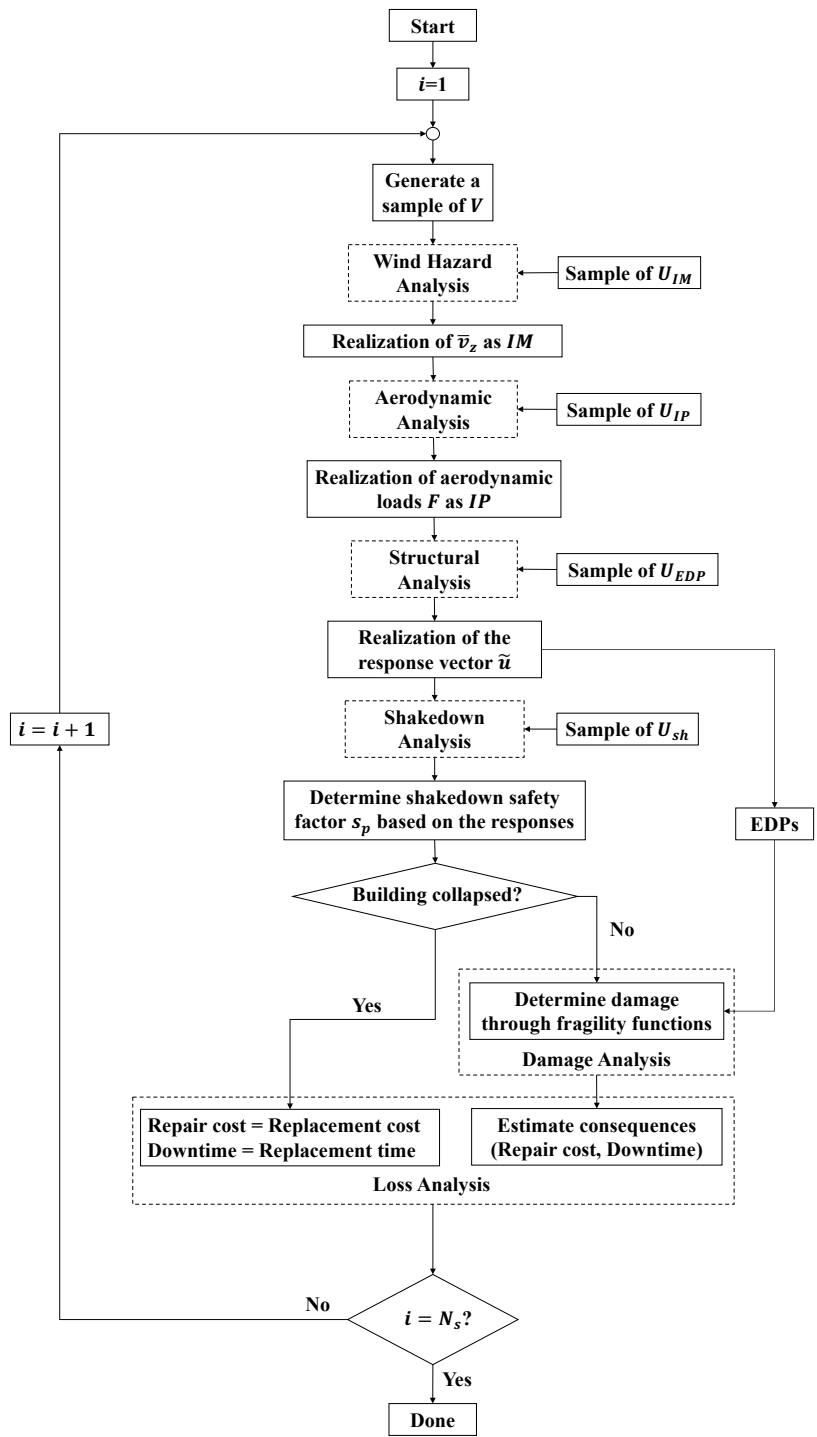 Start
i=1
Generate a
sample of V
Wind Hazard
Analysis
Sample of U_IM
Realization of v̅_z as IM
Aerodynamic
Analysis
Sample of U_IP
Realization of aerodynamic
loads F as IP
Structural
Analysis
Sample of U_EDP
Realization of the
response vector ũ
i = i + 1
Shakedown
Analysis
Sample of U_sh
Determine shakedown safety
factor s_p based on the responses
EDPs
Building collapsed?
No
Yes
Determine damage
through fragility functions
Damage Analysis
Repair cost = Replacement cost
Downtime = Replacement time
Estimate consequences
(Repair cost, Downtime)
Loss Analysis
No
i = N_s?
Yes
Done